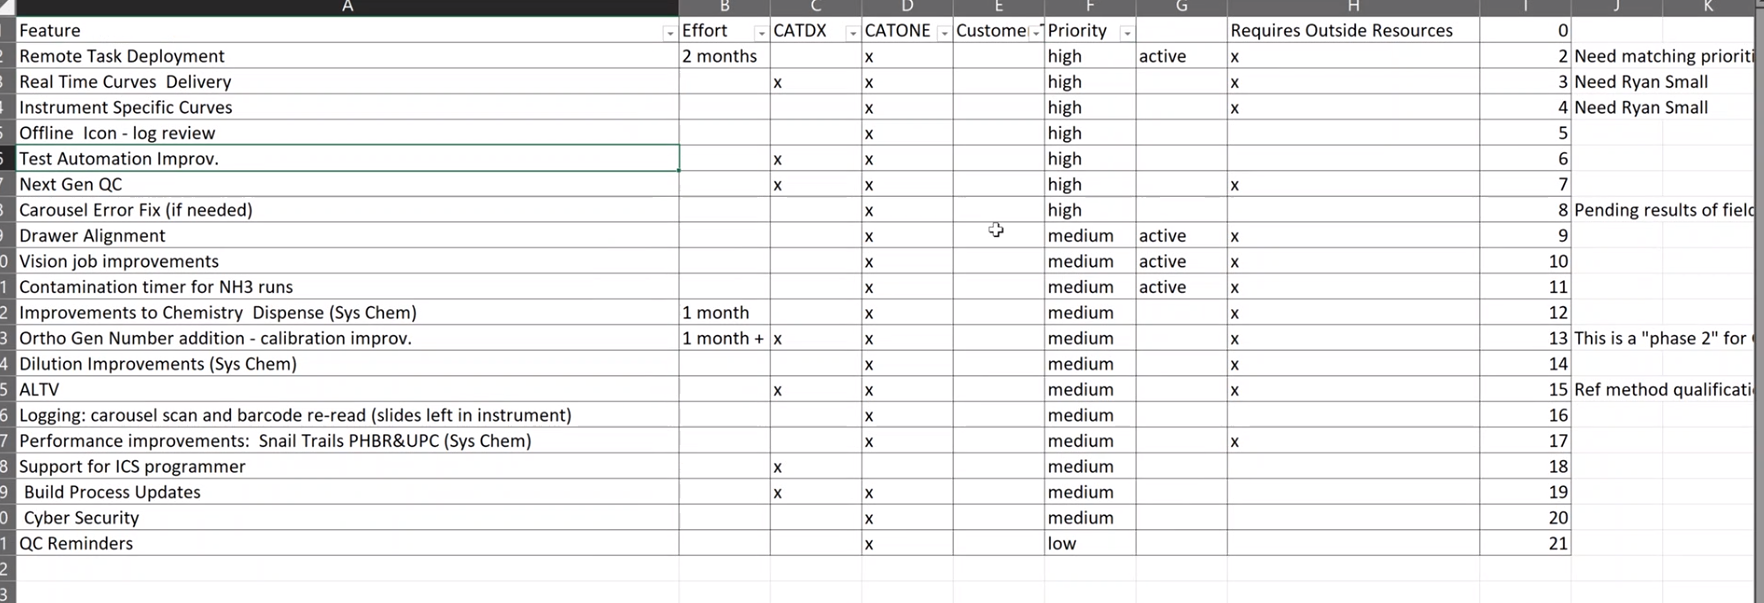 A B C D E F G H I J K
Feature Effort CATDX CATONE Custome Priority Requires Outside Resources 0
Remote Task Deployment 2 months x high active x 2 Need matching prioriti
Real Time Curves Delivery x x high x 3 Need Ryan Small
Instrument Specific Curves x high x 4 Need Ryan Small
Offline Icon - log review x high 5
Test Automation Improv. x x high 6
Next Gen QC x x high x 7
Carousel Error Fix (if needed) x high 8 Pending results of field
Drawer Alignment x medium active x 9
Vision job improvements x medium active x 10
Contamination timer for NH3 runs x medium active x 11
Improvements to Chemistry Dispense (Sys Chem) 1 month x medium x 12
Ortho Gen Number addition - calibration improv. 1 month + x x medium x 13 This is a "phase 2" for
Dilution Improvements (Sys Chem) x medium x 14
ALTV x x medium x 15 Ref method qualificati
Logging: carousel scan and barcode re-read (slides left in instrument) x medium 16
Performance improvements: Snail Trails PHBR&UPC (Sys Chem) x medium x 17
Support for ICS programmer x medium 18
Build Process Updates x x medium 19
Cyber Security x medium 20
QC Reminders x low 21